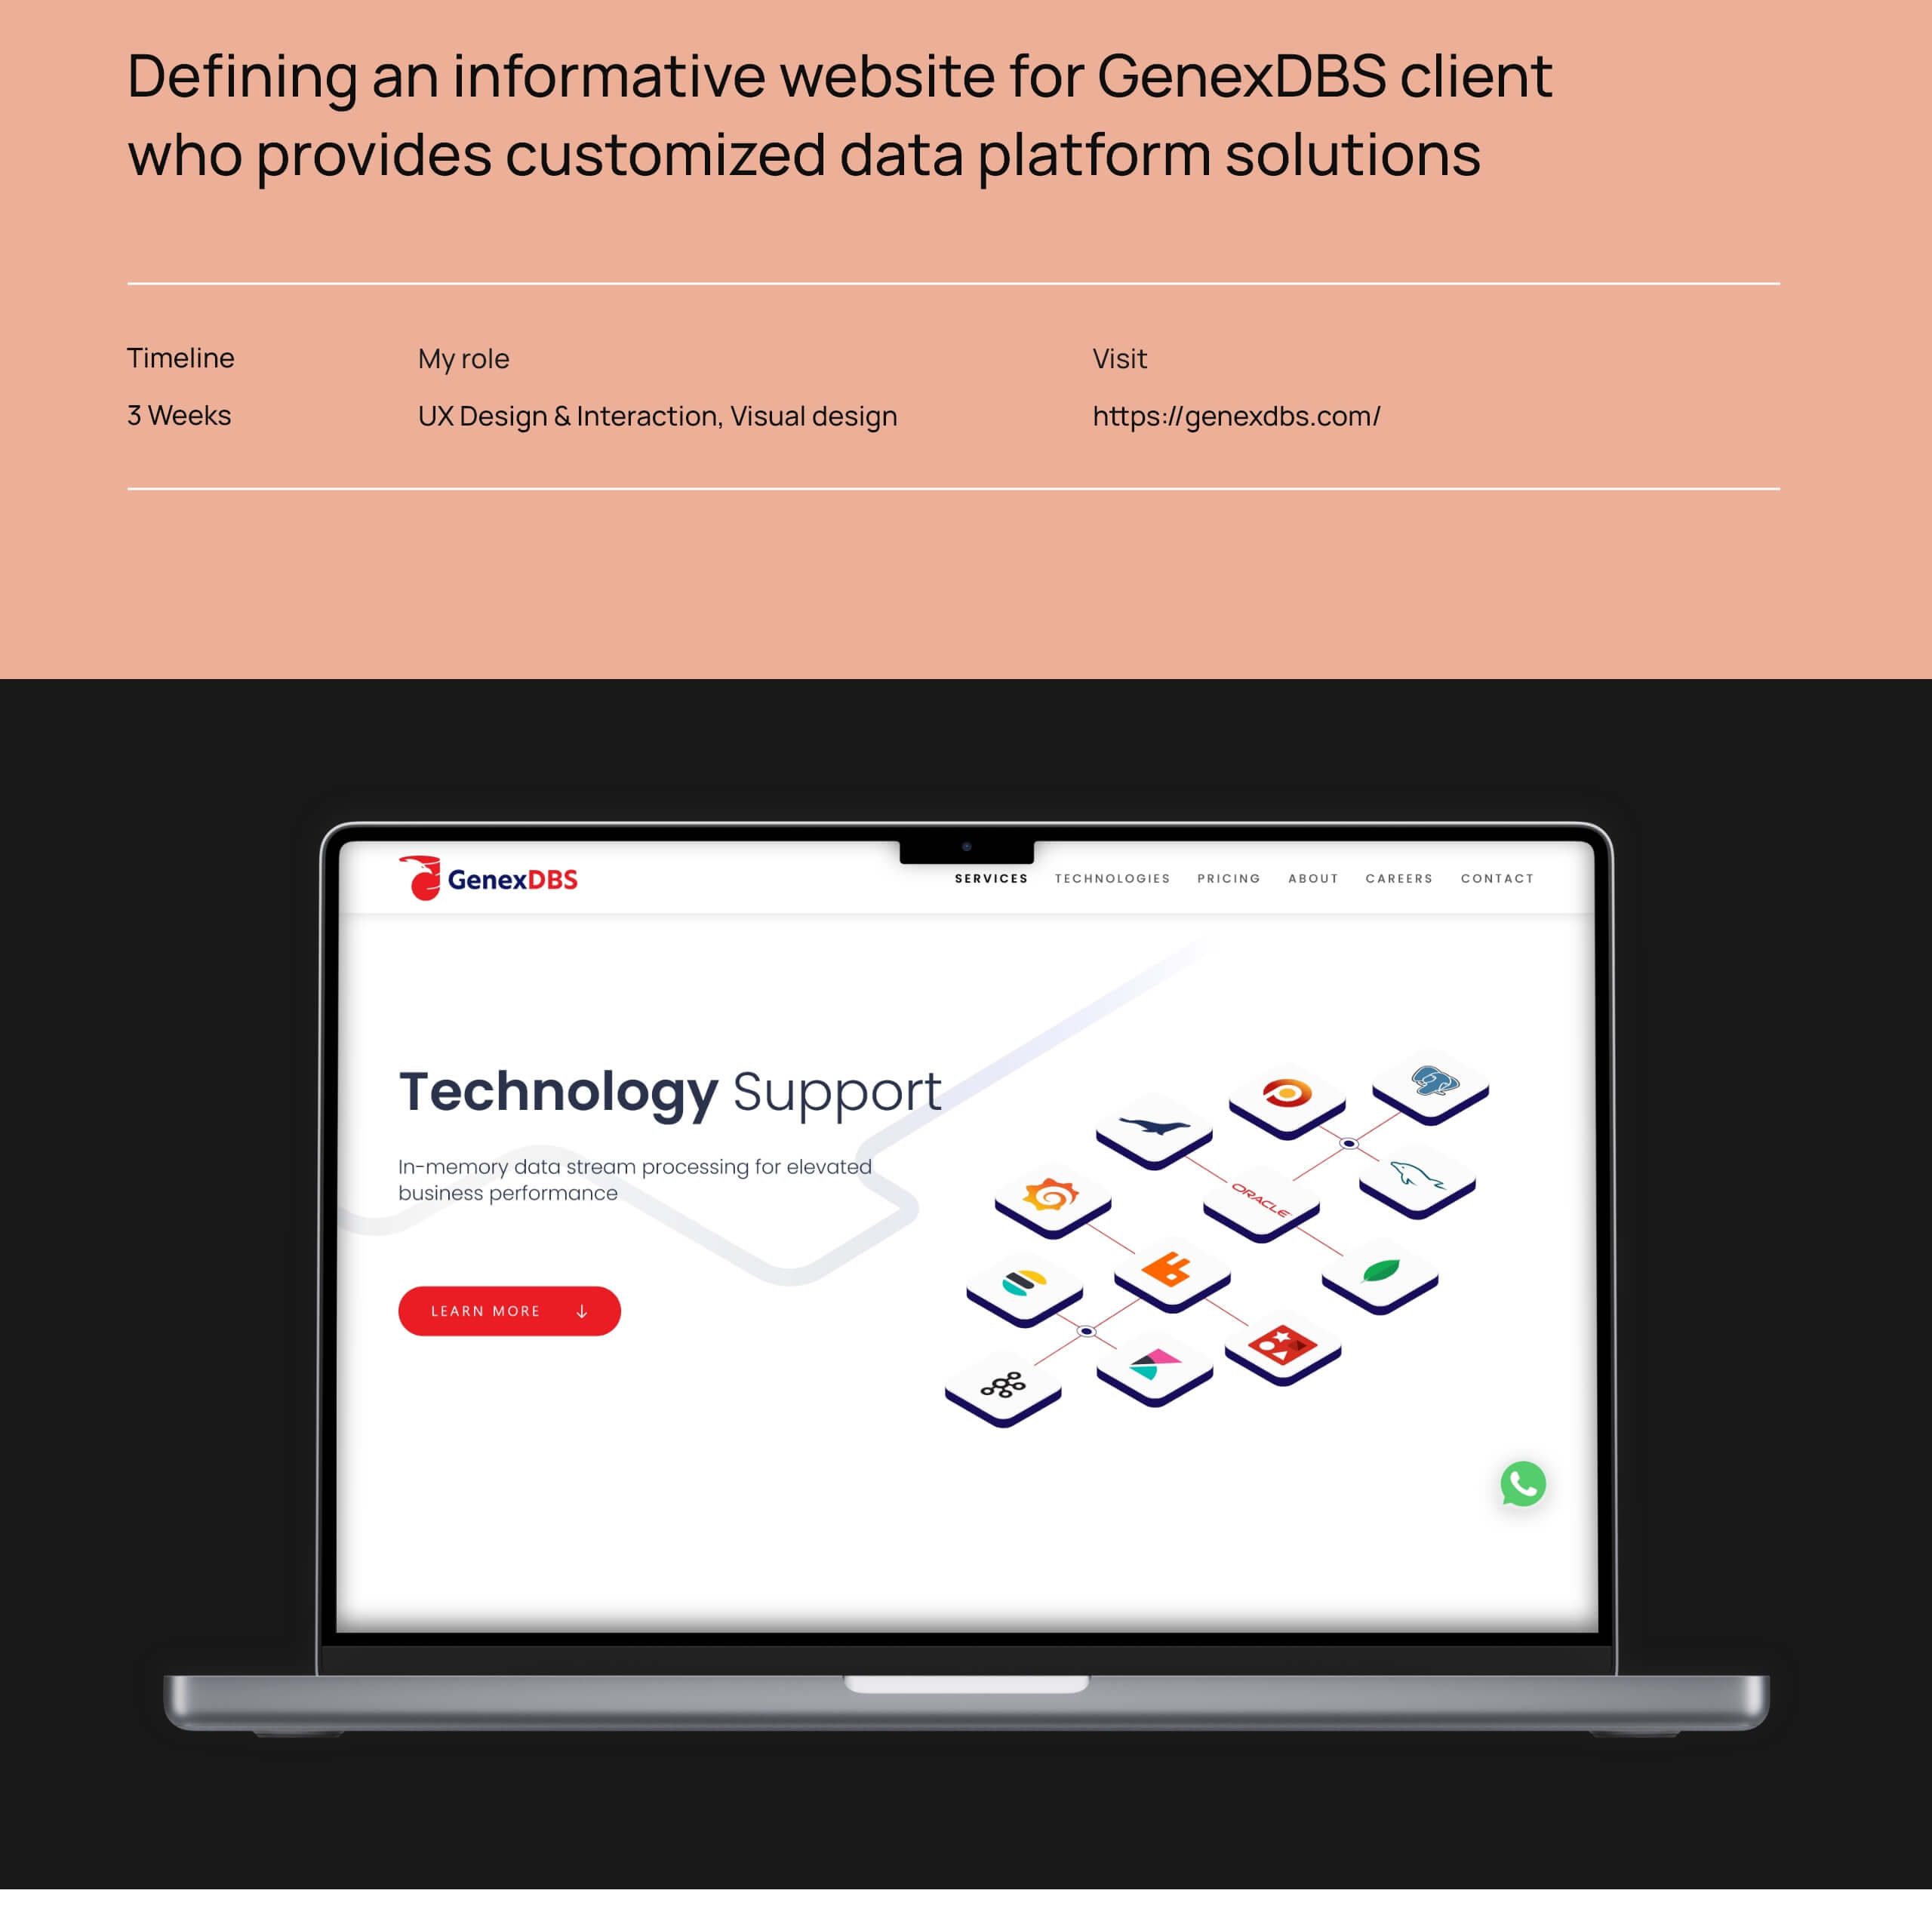 Defining an informative website for GenexDBS client
who provides customized data platform solutions
Timeline
3 Weeks
My role
UX Design & Interaction, Visual design
Visit
https://genexdbs.com/
GenexDBS
SERVICES TECHNOLOGIES PRICING ABOUT CAREERS CONTACT
Technology Support
In-memory data stream processing for elevated
business performance
LEARN MORE
ORACLE